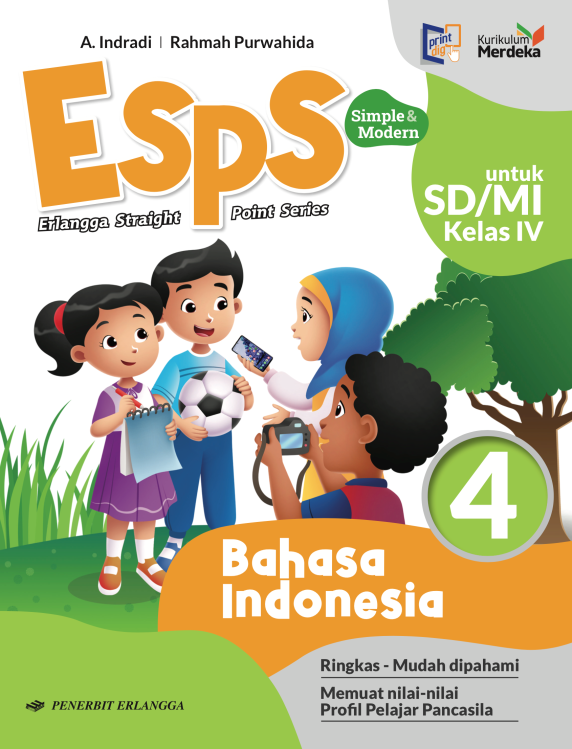 A. Indradi | Rahmah Purwahida
print
digi
Kurikulum
Merdeka
ESPS
Simple &
Modern
Erlangga Straight Point Series
untuk
SD/MI
Kelas IV
4
Bahasa
Indonesia
Ringkas - Mudah dipahami
Memuat nilai-nilai
Profil Pelajar Pancasila
PENERBIT ERLANGGA